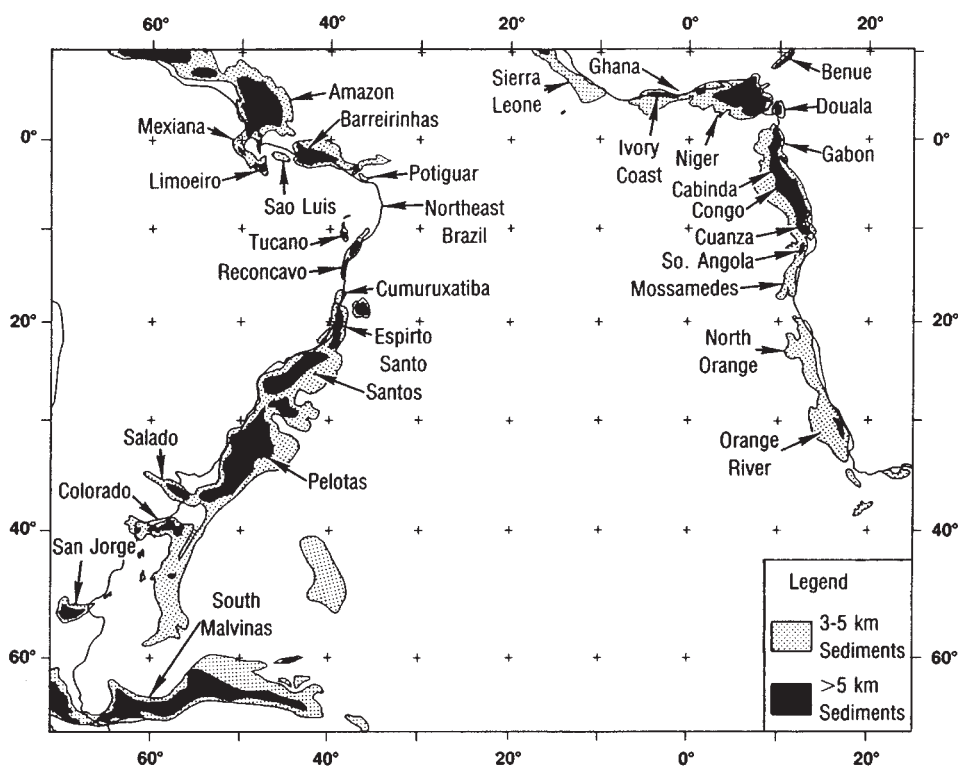 60° 40° 20° 0° 20°
Sierra
Leone
Ghana
Benue
Amazon
Barreirinhas
Mexiana
Douala
0° 0°
Ivory
Coast
Niger
Gabon
Limoeiro
Sao Luis
Potiguar
Cabinda
Congo
Northeast
Brazil
Tucano
Cuanza
Reconcavo
So. Angola
Cumuruxatiba
Mossamedes
20° 20°
Espirto
Santo
North
Orange
Santos
Salado
Orange
River
Colorado
Pelotas
40° 40°
San Jorge
South
Malvinas
60° 60°
Legend
3-5 km
Sediments
>5 km
Sediments
60° 40° 20° 0° 20°